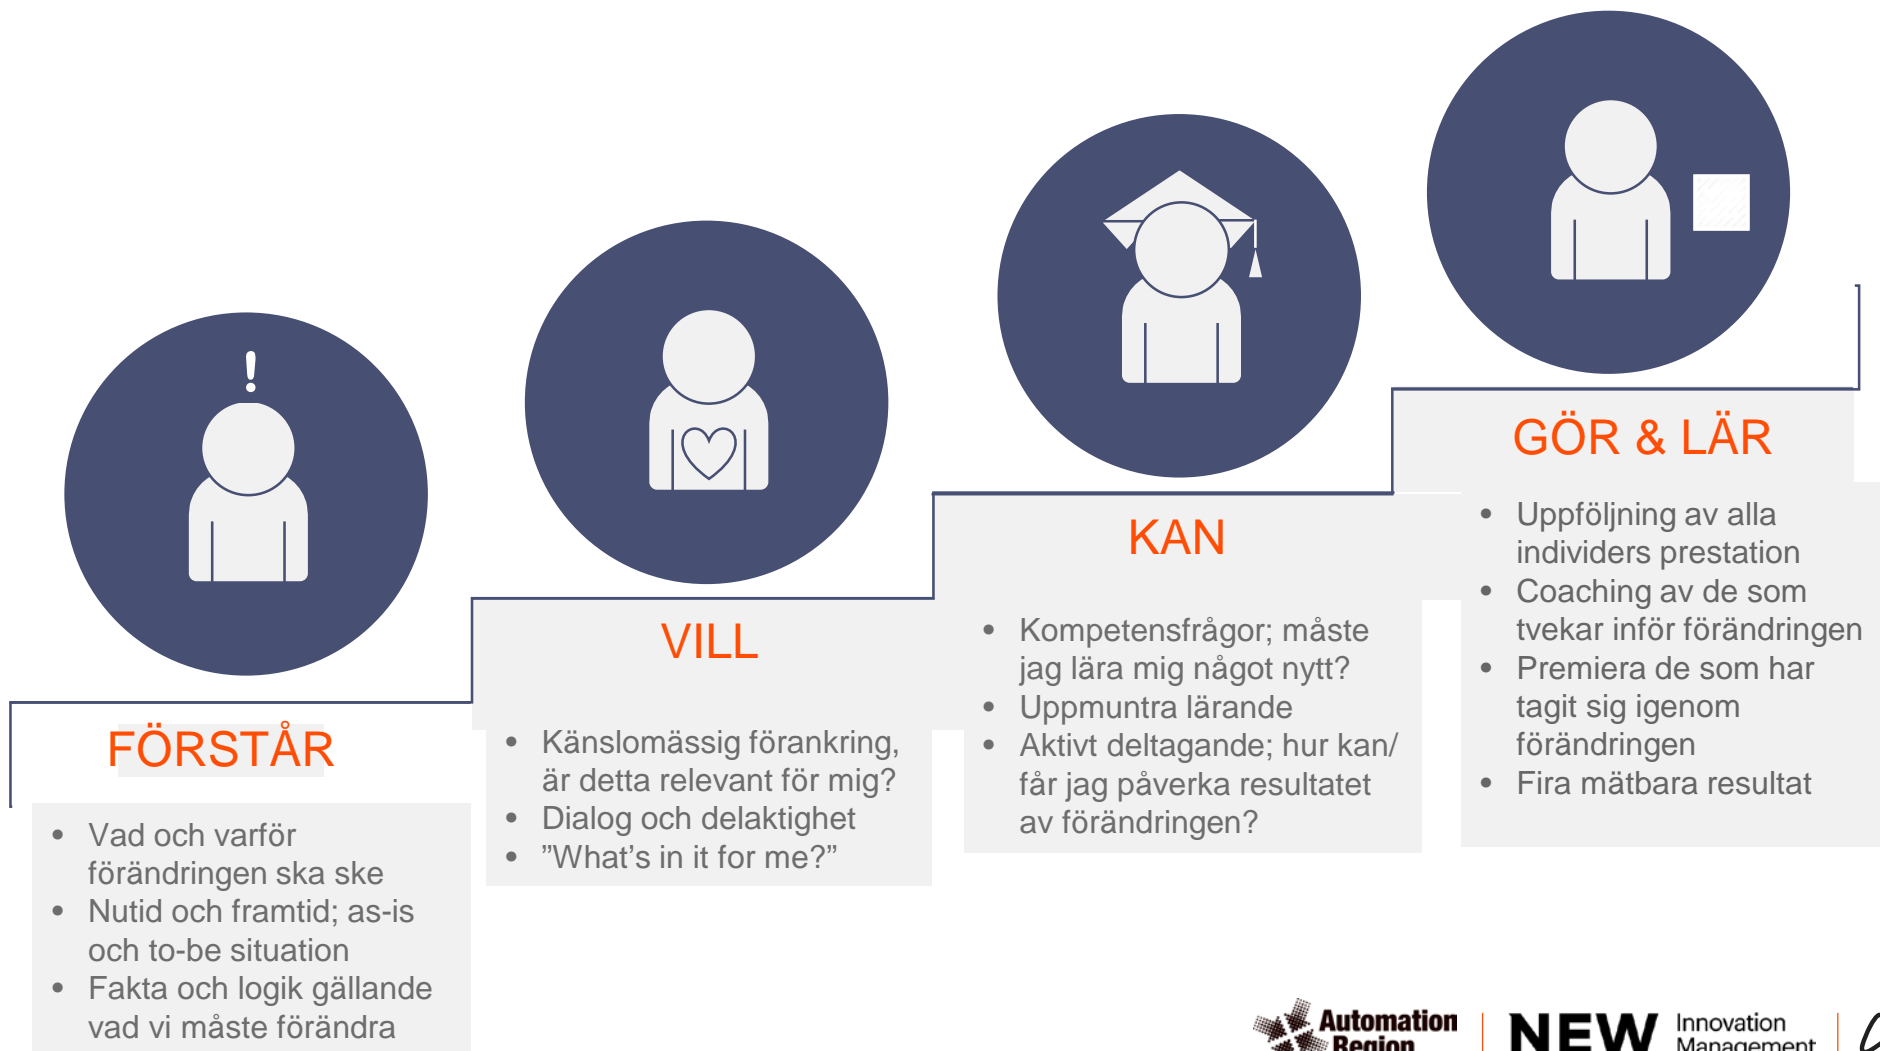 !
FÖRSTÅR
• Vad och varför
förändringen ska ske
• Nutid och framtid; as-is
och to-be situation
• Fakta och logik gällande
vad vi måste förändra
VILL
• Känslomässig förankring,
är detta relevant för mig?
• Dialog och delaktighet
• ”What's in it for me?”
KAN
• Kompetensfrågor; måste
jag lära mig något nytt?
• Uppmuntra lärande
• Aktivt deltagande; hur kan/
får jag påverka resultatet
av förändringen?
GÖR & LÄR
• Uppföljning av alla
individers prestation
• Coaching av de som
tvekar inför förändringen
• Premiera de som har
tagit sig igenom
förändringen
• Fira mätbara resultat
Automation
Region
NEW
Innovation
Management